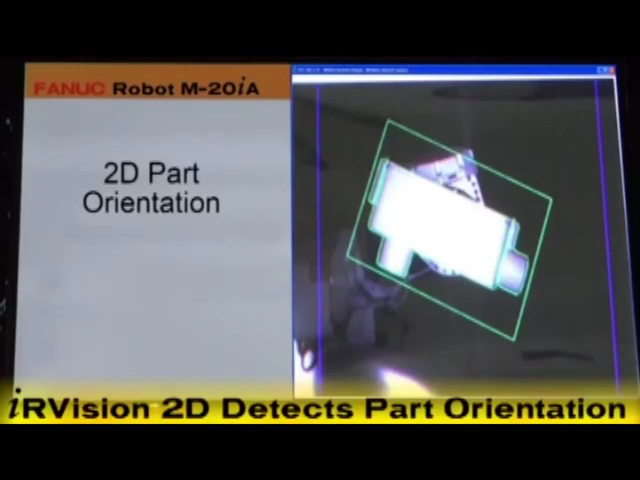 FANUC Robot M-20iA
2D Part
Orientation
iRVision 2D Detects Part Orientation